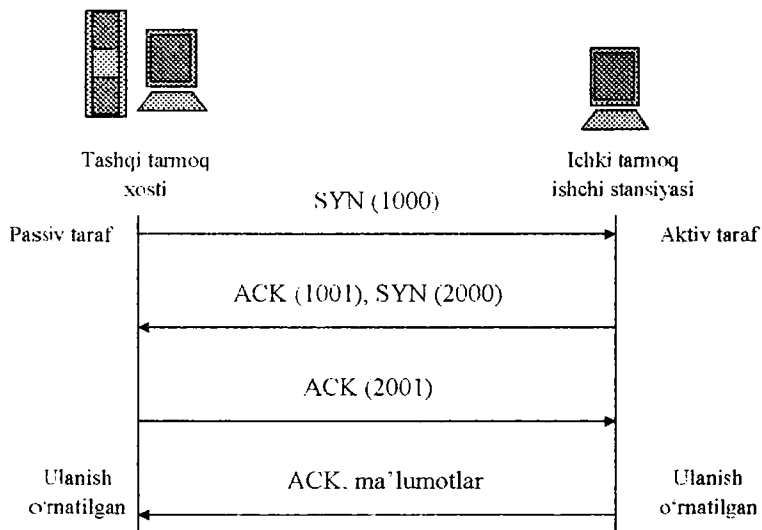 Tashqi tarmoq
xosti
Ichki tarmoq
ishchi stansiyasi
SYN (1000)
Passiv taraf
Aktiv taraf
ACK (1001), SYN (2000)
ACK (2001)
Ulanish
o'rnatilgan
ACK, ma'lumotlar
Ulanish
o'rnatilgan